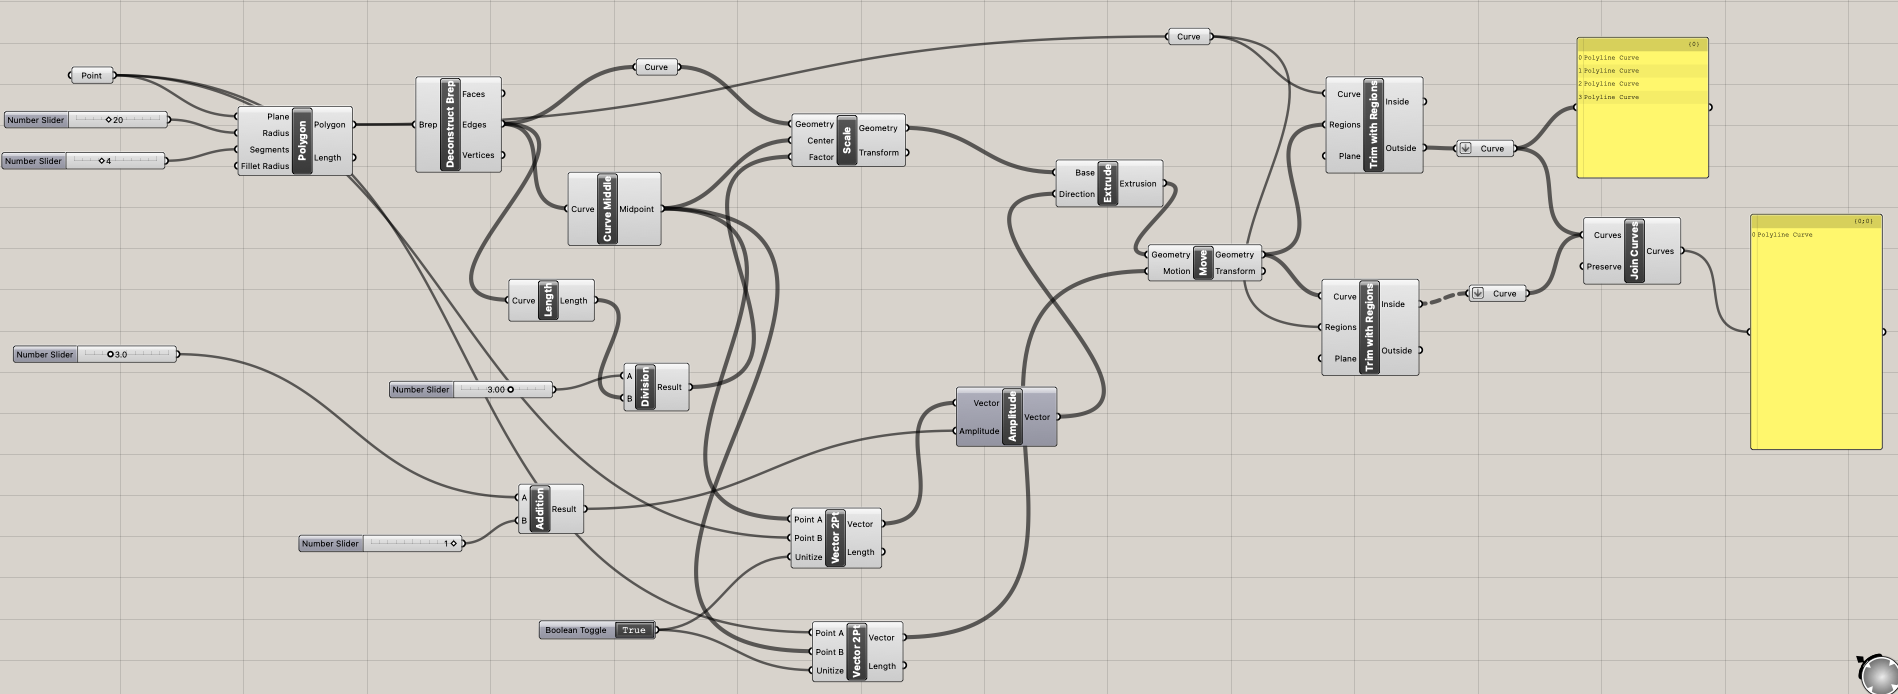 Point
Number Slider 20
Number Slider 4
Plane
Radius
Segments
Fillet Radius
Polygon
Polygon
Length
Brep
Deconstruct Brep
Faces
Edges
Vertices
Curve
Curve
Curve Middle
Midpoint
Curve
Length
Length
Number Slider 3.0
Number Slider 3.00
A
B
Division
Result
Geometry
Center
Factor
Scale
Geometry
Transform
A
B
Addition
Result
Number Slider 1
Boolean Toggle True
Point A
Point B
Unitize
Vector 2Pt
Vector
Length
Point A
Point B
Unitize
Vector 2Pt
Vector
Length
Vector
Amplitude
Amplitude
Vector
Base
Direction
Extrude
Extrusion
Geometry
Motion
Move
Geometry
Transform
Curve
Curve
Regions
Plane
Trim with Regions
Inside
Outside
Curve
Regions
Plane
Trim with Regions
Inside
Outside
Curve
Curve
{0}
0 Polyline Curve
1 Polyline Curve
2 Polyline Curve
3 Polyline Curve
Curves
Preserve
Join Curves
Curves
{0;0}
0 Polyline Curve